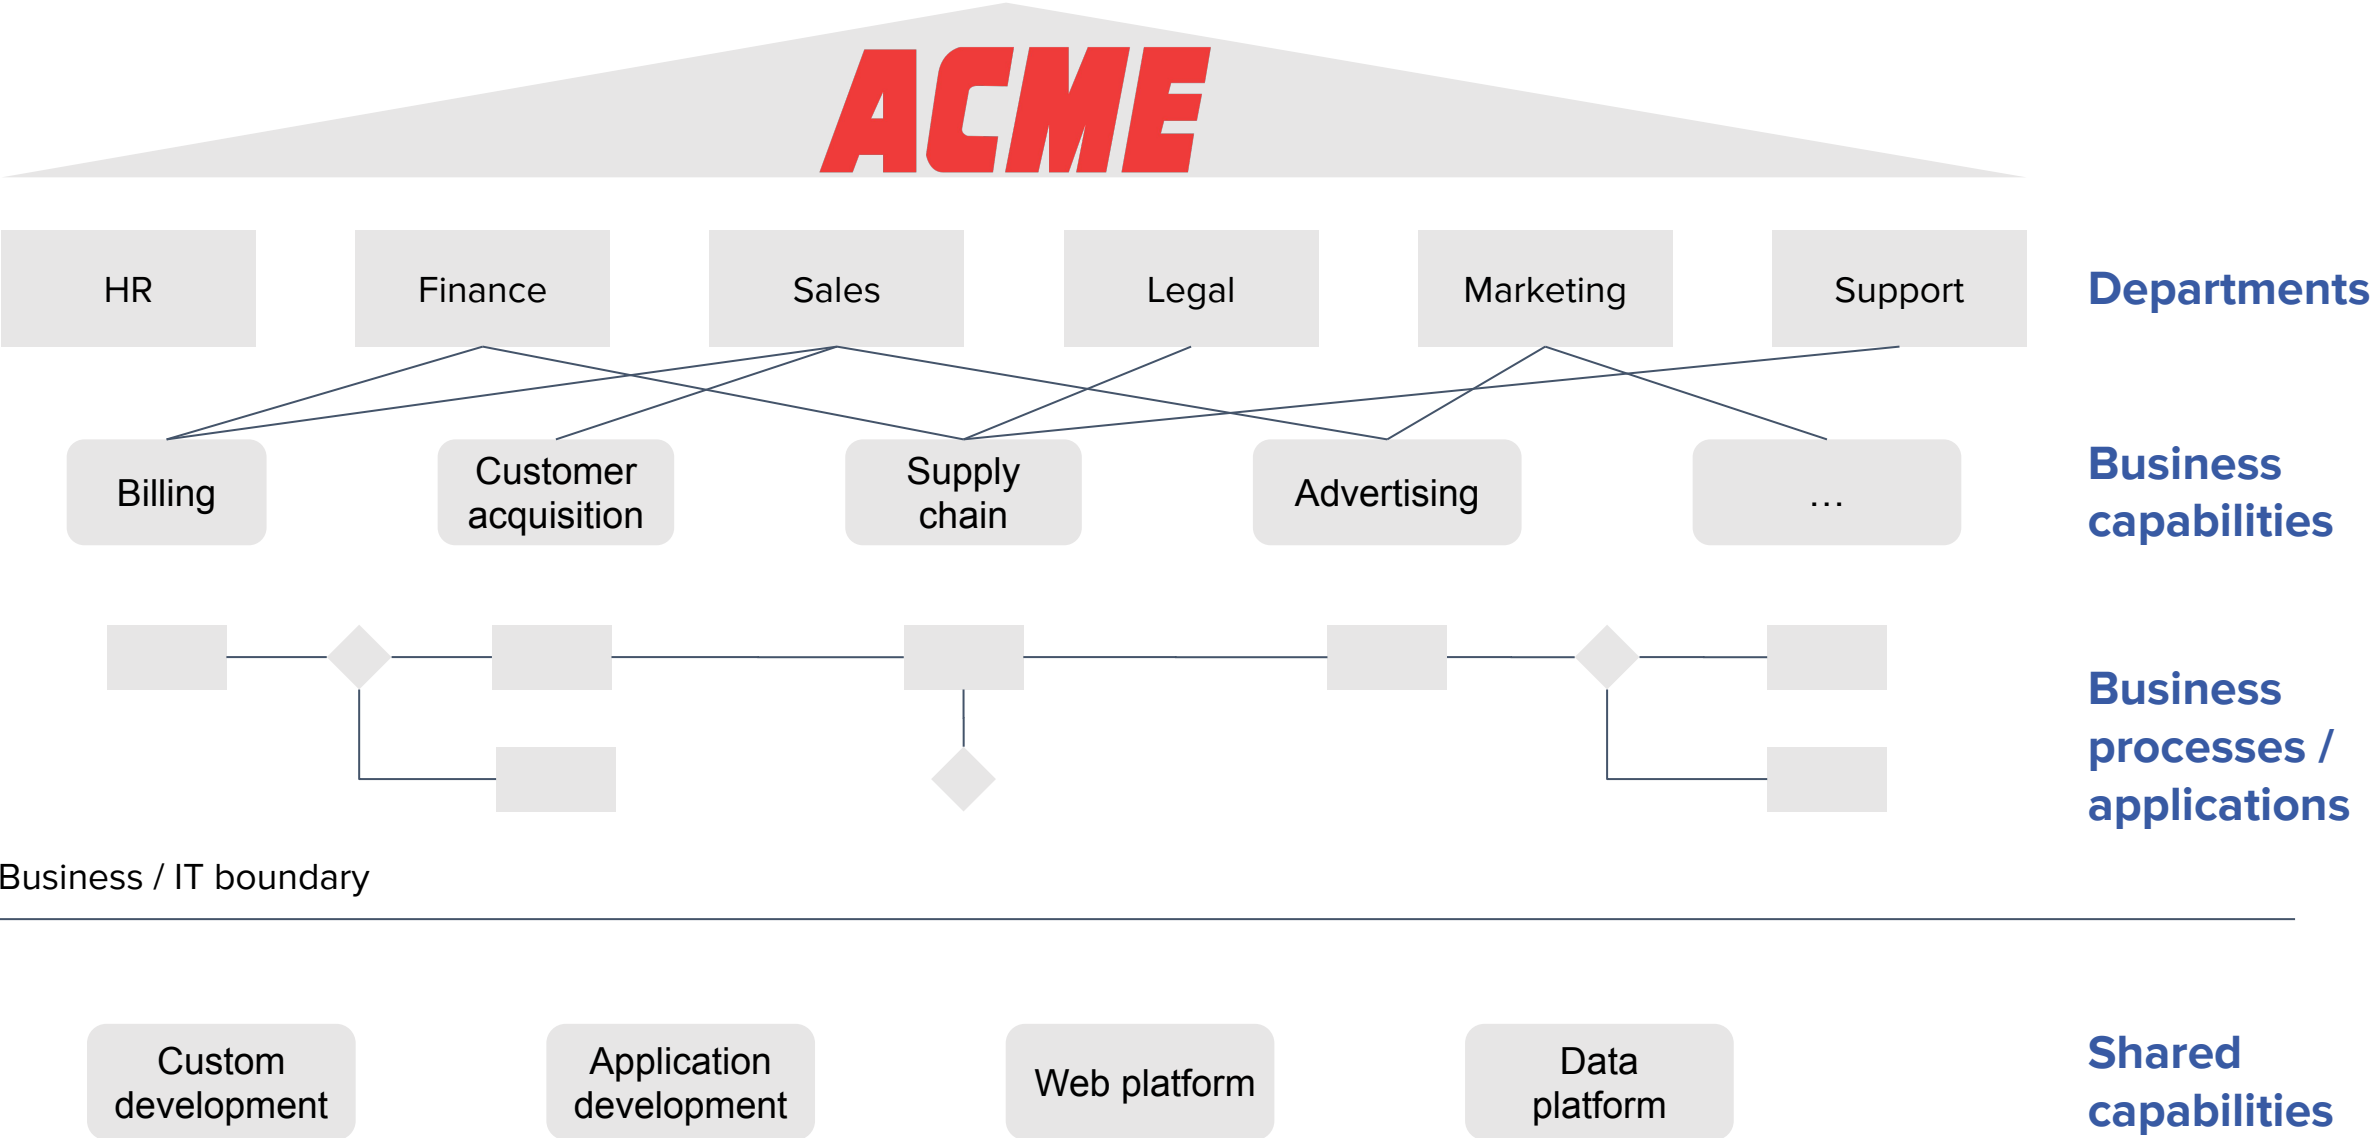 ACME
HR
Finance
Sales
Legal
Marketing
Support
Departments
Billing
Customer
acquisition
Supply
chain
Advertising
…
Business
capabilities
Business
processes /
applications
Business / IT boundary
Custom
development
Application
development
Web platform
Data
platform
Shared
capabilities